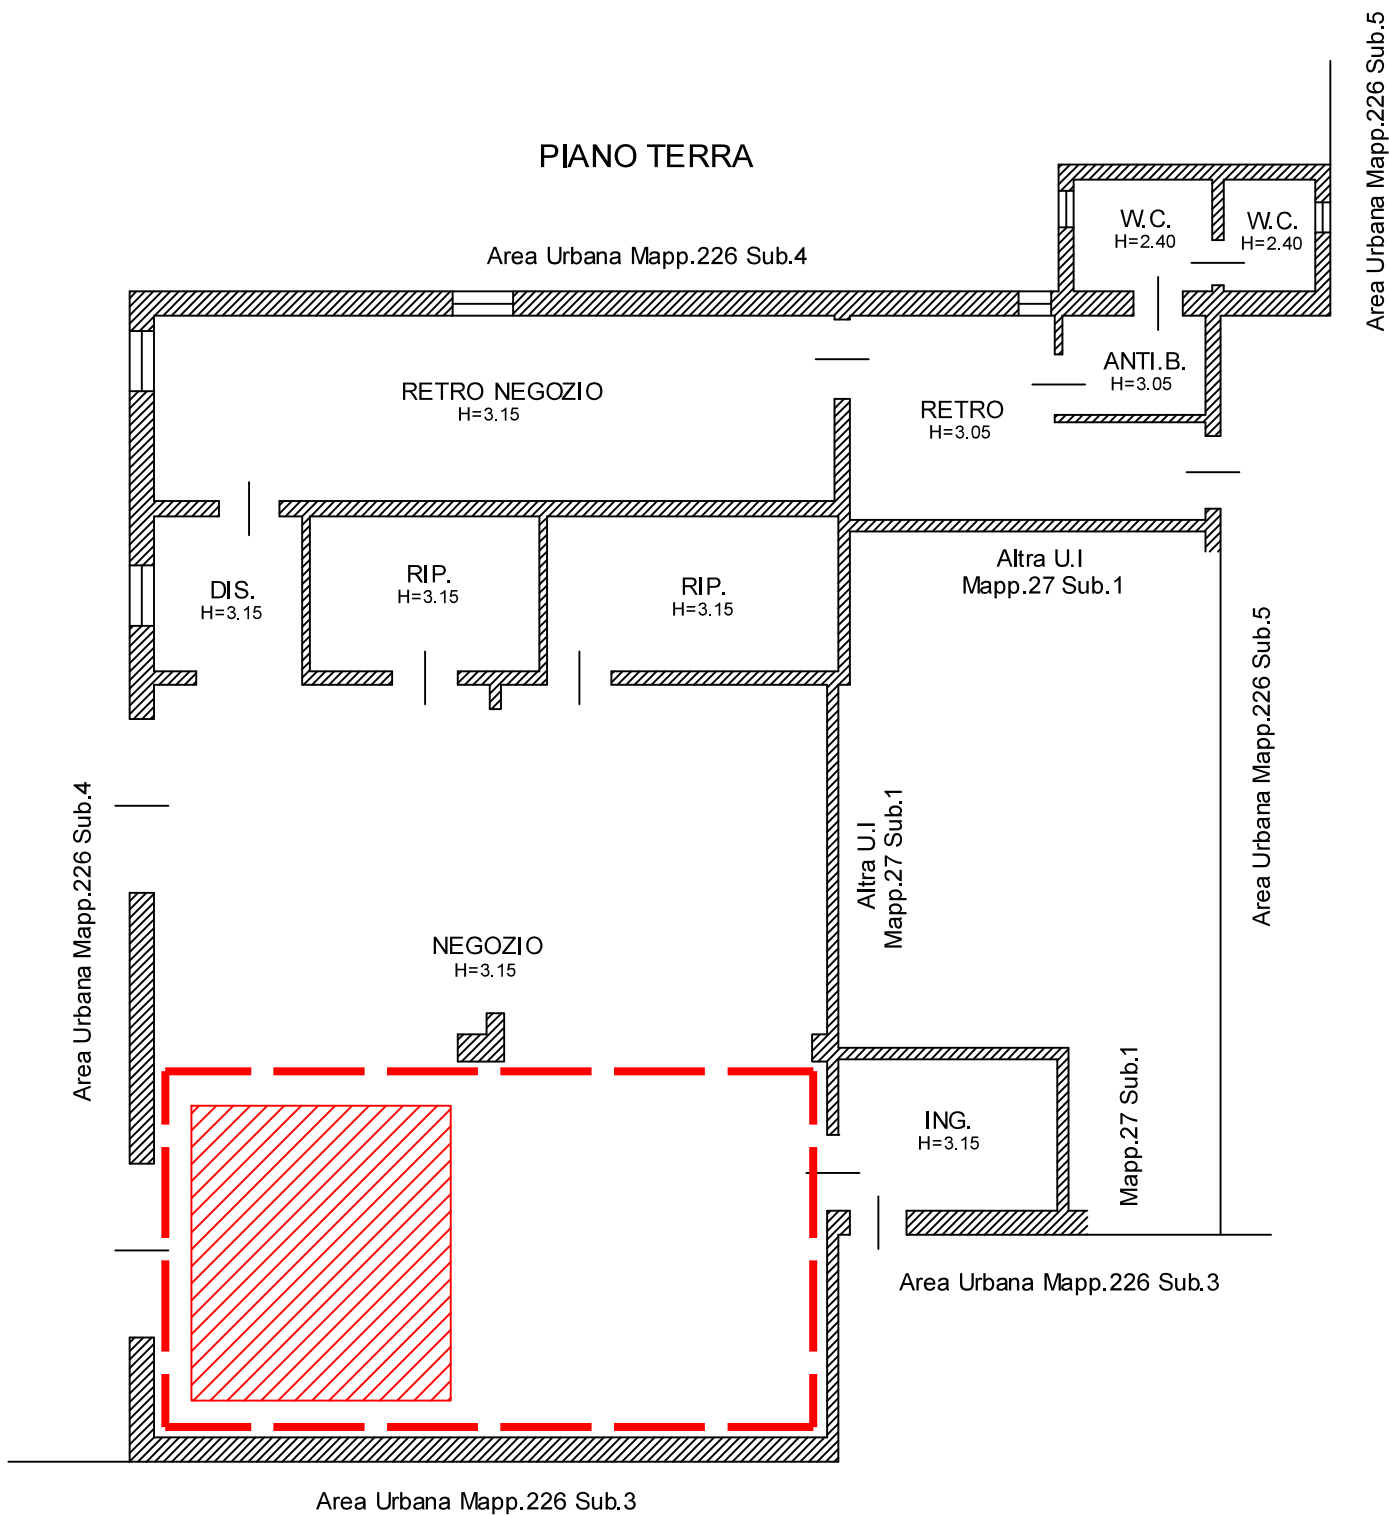 PIANO TERRA
Area Urbana Mapp.226 Sub.5
W.C.
H=2.40
W.C.
H=2.40
Area Urbana Mapp.226 Sub.4
ANTI.B.
H=3.05
RETRO NEGOZIO
H=3.15
RETRO
H=3.05
DIS.
H=3.15
RIP.
H=3.15
RIP.
H=3.15
Altra U.I
Mapp.27 Sub.1
Area Urbana Mapp.226 Sub.5
Area Urbana Mapp.226 Sub.4
Altra U.I
Mapp.27 Sub.1
NEGOZIO
H=3.15
ING.
H=3.15
Mapp.27 Sub.1
Area Urbana Mapp.226 Sub.3
Area Urbana Mapp.226 Sub.3